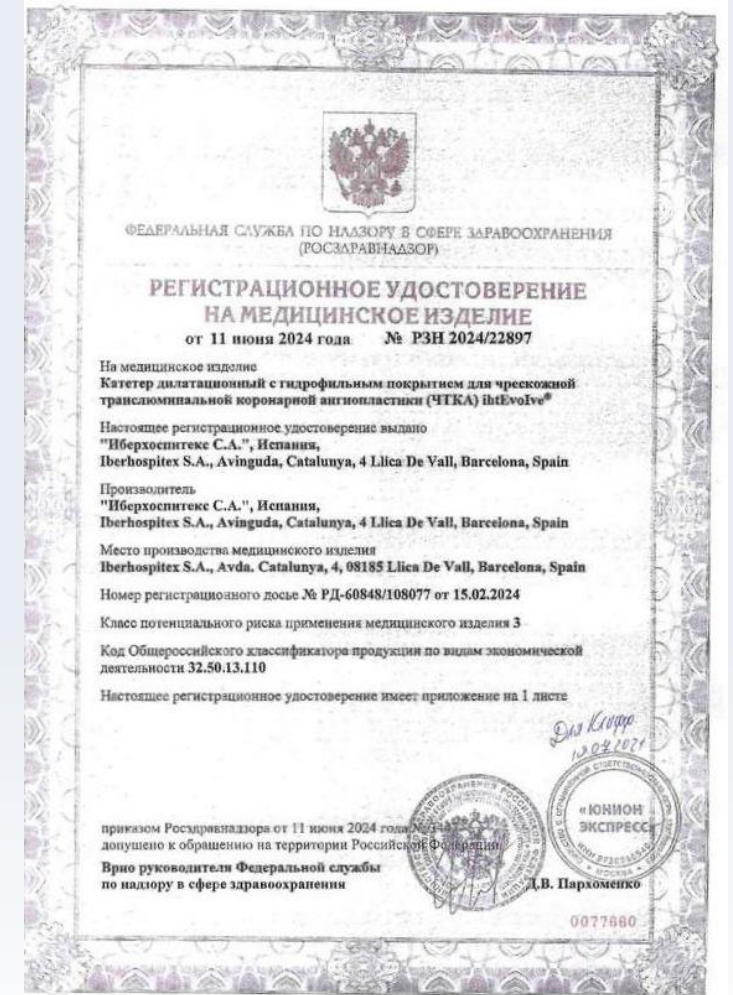 ФЕДЕРАЛЬНАЯ СЛУЖБА ПО НАДЗОРУ В СФЕРЕ ЗДРАВООХРАНЕНИЯ
(РОСЗДРАВНАДЗОР)
РЕГИСТРАЦИОННОЕ УДОСТОВЕРЕНИЕ
НА МЕДИЦИНСКОЕ ИЗДЕЛИЕ
от 11 июня 2024 года № РЗН 2024/22897
На медицинское изделие
Катетер дилатационный с гидрофильным покрытием для чрескожной
транслюминальной коронарной ангиопластики (ЧТКА) ihtEvolve®
Настоящее регистрационное удостоверение выдано
"Иберхоспитекс С.А.", Испания,
Iberhospitex S.A., Avinguda, Catalunya, 4 Llica De Vall, Barcelona, Spain
Производитель
"Иберхоспитекс С.А.", Испания,
Iberhospitex S.A., Avinguda, Catalunya, 4 Llica De Vall, Barcelona, Spain
Место производства медицинского изделия
Iberhospitex S.A., Avda. Catalunya, 4, 08185 Llica De Vall, Barcelona, Spain
Номер регистрационного досье № РД-60848/108077 от 15.02.2024
Класс потенциального риска применения медицинского изделия 3
Код Общероссийского классификатора продукции по видам экономической
деятельности 32.50.13.110
Настоящее регистрационное удостоверение имеет приложение на 1 листе
Для
«ЮНИОН
ЭКСПРЕСС»
МОСКВА
приказом Росздравнадзора от 11 июня 2024 года №
допущено к обращению на территории Российской Федерации.
Врио руководителя Федеральной службы
по надзору в сфере здравоохранения
Д.В. Пархоменко
0077660